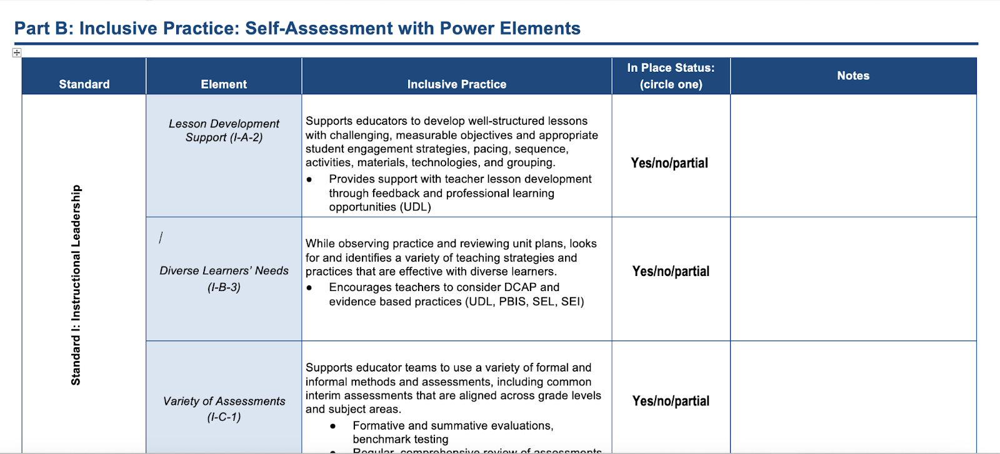 Part B: Inclusive Practice: Self-Assessment with Power Elements
Standard
Element
Inclusive Practice
In Place Status:
(circle one)
Notes
Standard I: Instructional Leadership
Lesson Development
Support (I-A-2)
Supports educators to develop well-structured lessons
with challenging, measurable objectives and appropriate
student engagement strategies, pacing, sequence,
activities, materials, technologies, and grouping.
● Provides support with teacher lesson development
through feedback and professional learning
opportunities (UDL)
Yes/no/partial
/
Diverse Learners’ Needs
(I-B-3)
While observing practice and reviewing unit plans, looks
for and identifies a variety of teaching strategies and
practices that are effective with diverse learners.
● Encourages teachers to consider DCAP and
evidence based practices (UDL, PBIS, SEL, SEI)
Yes/no/partial
Variety of Assessments
(I-C-1)
Supports educator teams to use a variety of formal and
informal methods and assessments, including common
interim assessments that are aligned across grade levels
and subject areas.
● Formative and summative evaluations,
benchmark testing
● Regular, comprehensive review of assessments
Yes/no/partial